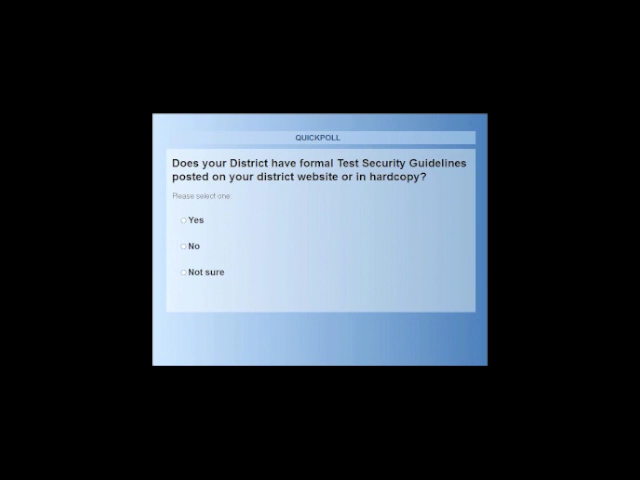 QUICKPOLL
Does your District have formal Test Security Guidelines
posted on your district website or in hardcopy?
Please select one:
Yes
No
Not sure